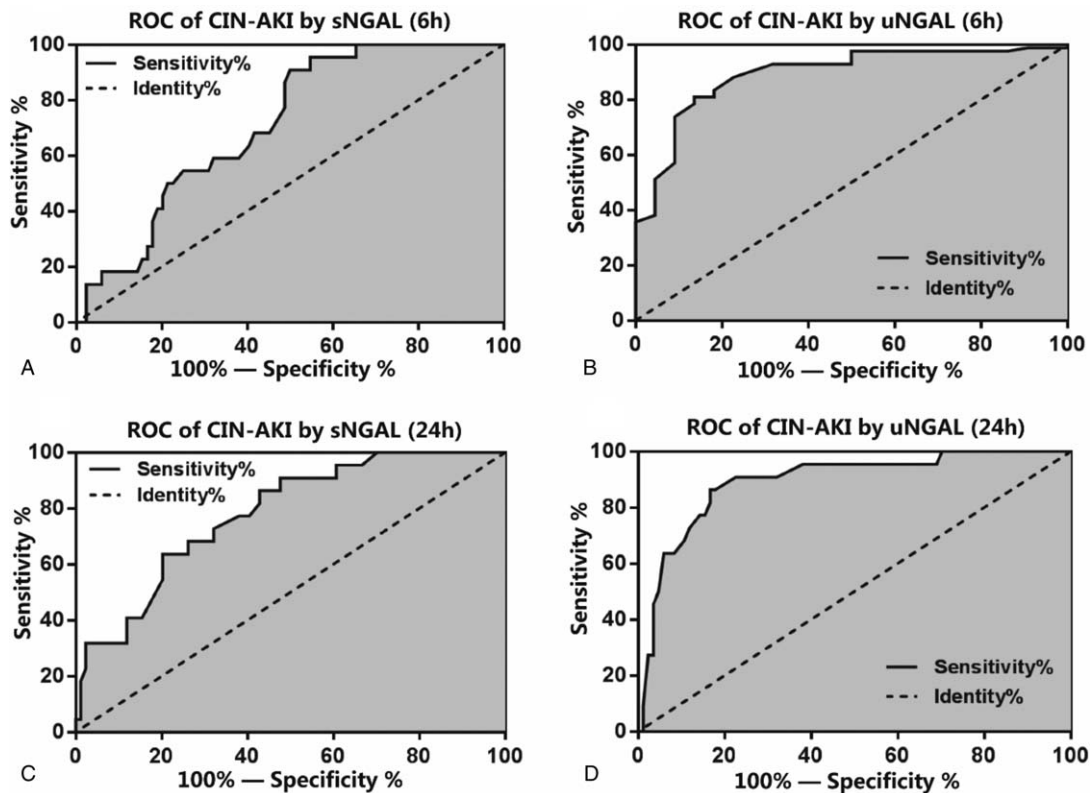 ROC of CIN-AKI by sNGAL (6h)
100
80
60
40
20
0
Sensitivity %
Sensitivity%
Identity%
0 20 40 60 80 100
100% — Specificity %
A
ROC of CIN-AKI by uNGAL (6h)
100
80
60
40
20
0
Sensitivity %
Sensitivity%
Identity%
0 20 40 60 80 100
100% — Specificity %
B
ROC of CIN-AKI by sNGAL (24h)
100
80
60
40
20
0
Sensitivity %
Sensitivity%
Identity%
0 20 40 60 80 100
100% — Specificity %
C
ROC of CIN-AKI by uNGAL (24h)
100
80
60
40
20
0
Sensitivity %
Sensitivity%
Identity%
0 20 40 60 80 100
100% — Specificity %
D